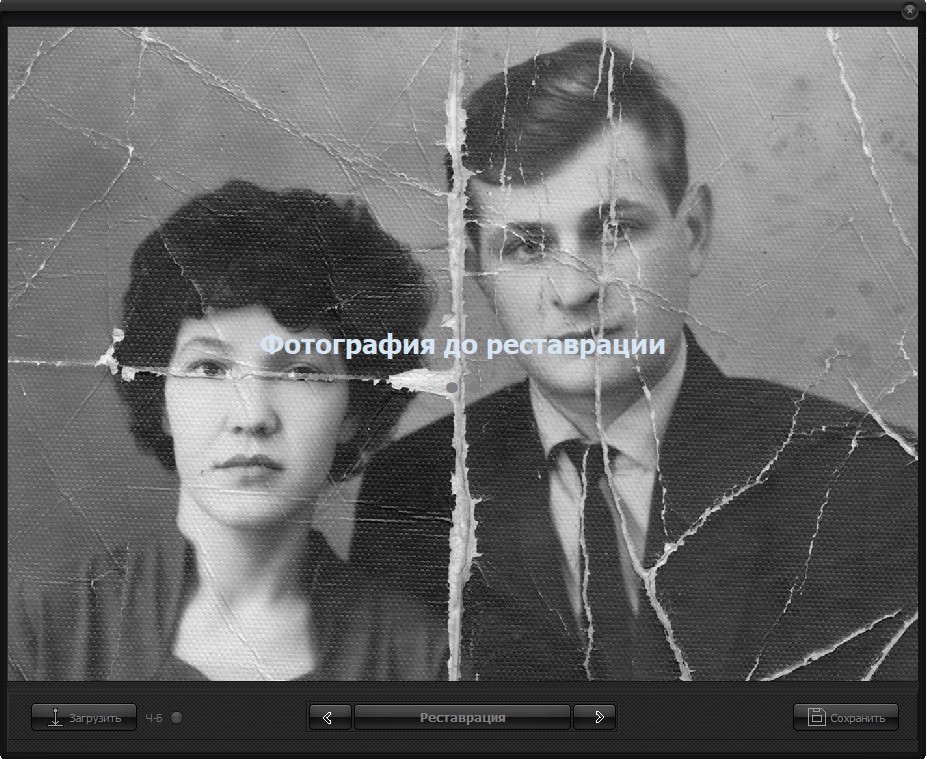 Фотография до реставрации
Загрузить
Ч-Б
Реставрация
Сохранить